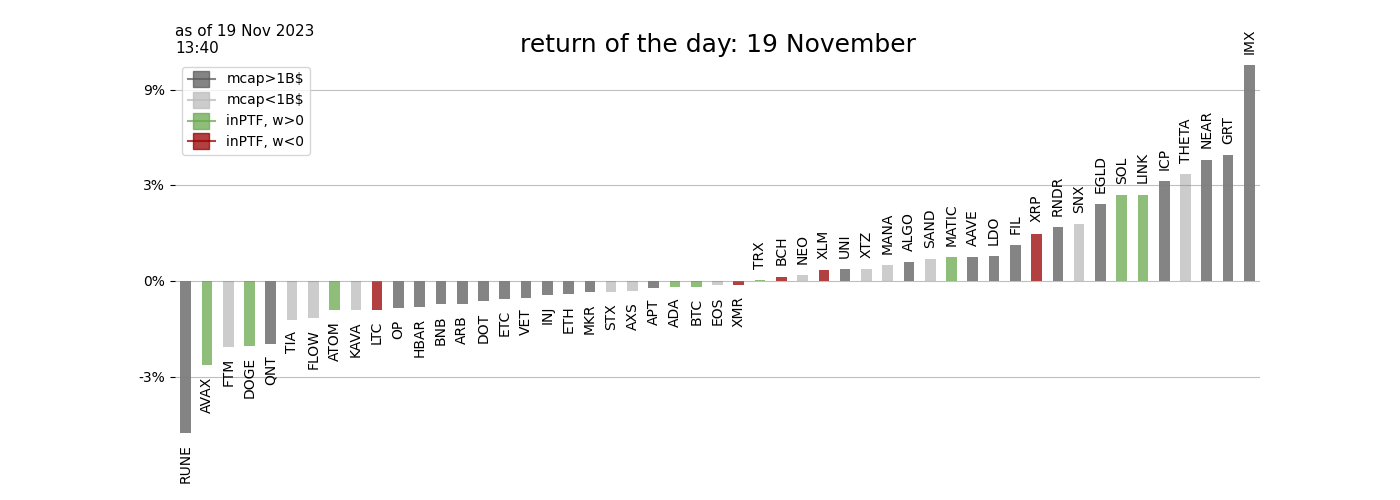 as of 19 Nov 2023
13:40
return of the day: 19 November
mcap>1B$
mcap<1B$
inPTF, w>0
inPTF, w<0
9%
3%
0%
-3%
RUNE
AVAX
FTM
DOGE
QNT
TIA
FLOW
ATOM
KAVA
LTC
OP
HBAR
BNB
ARB
DOT
ETC
VET
INJ
ETH
MKR
STX
AXS
APT
ADA
BTC
EOS
XMR
TRX
BCH
NEO
XLM
UNI
XTZ
MANA
ALGO
SAND
MATIC
AAVE
LDO
FIL
XRP
RNDR
SNX
EGLD
SOL
LINK
ICP
THETA
NEAR
GRT
IMX